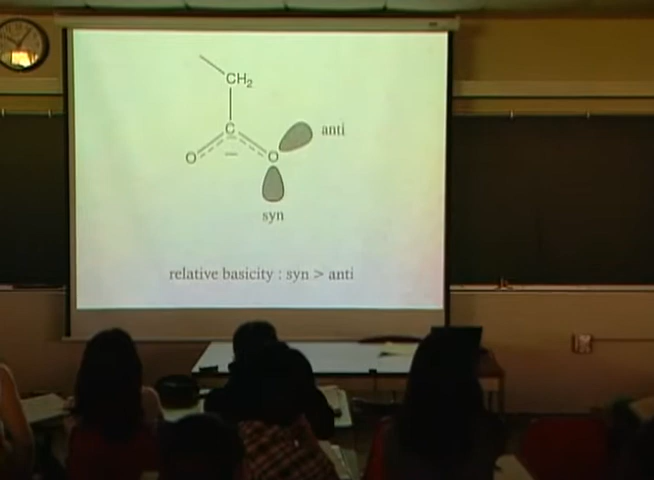 CH₂
C
O
O
anti
syn
relative basicity : syn > anti